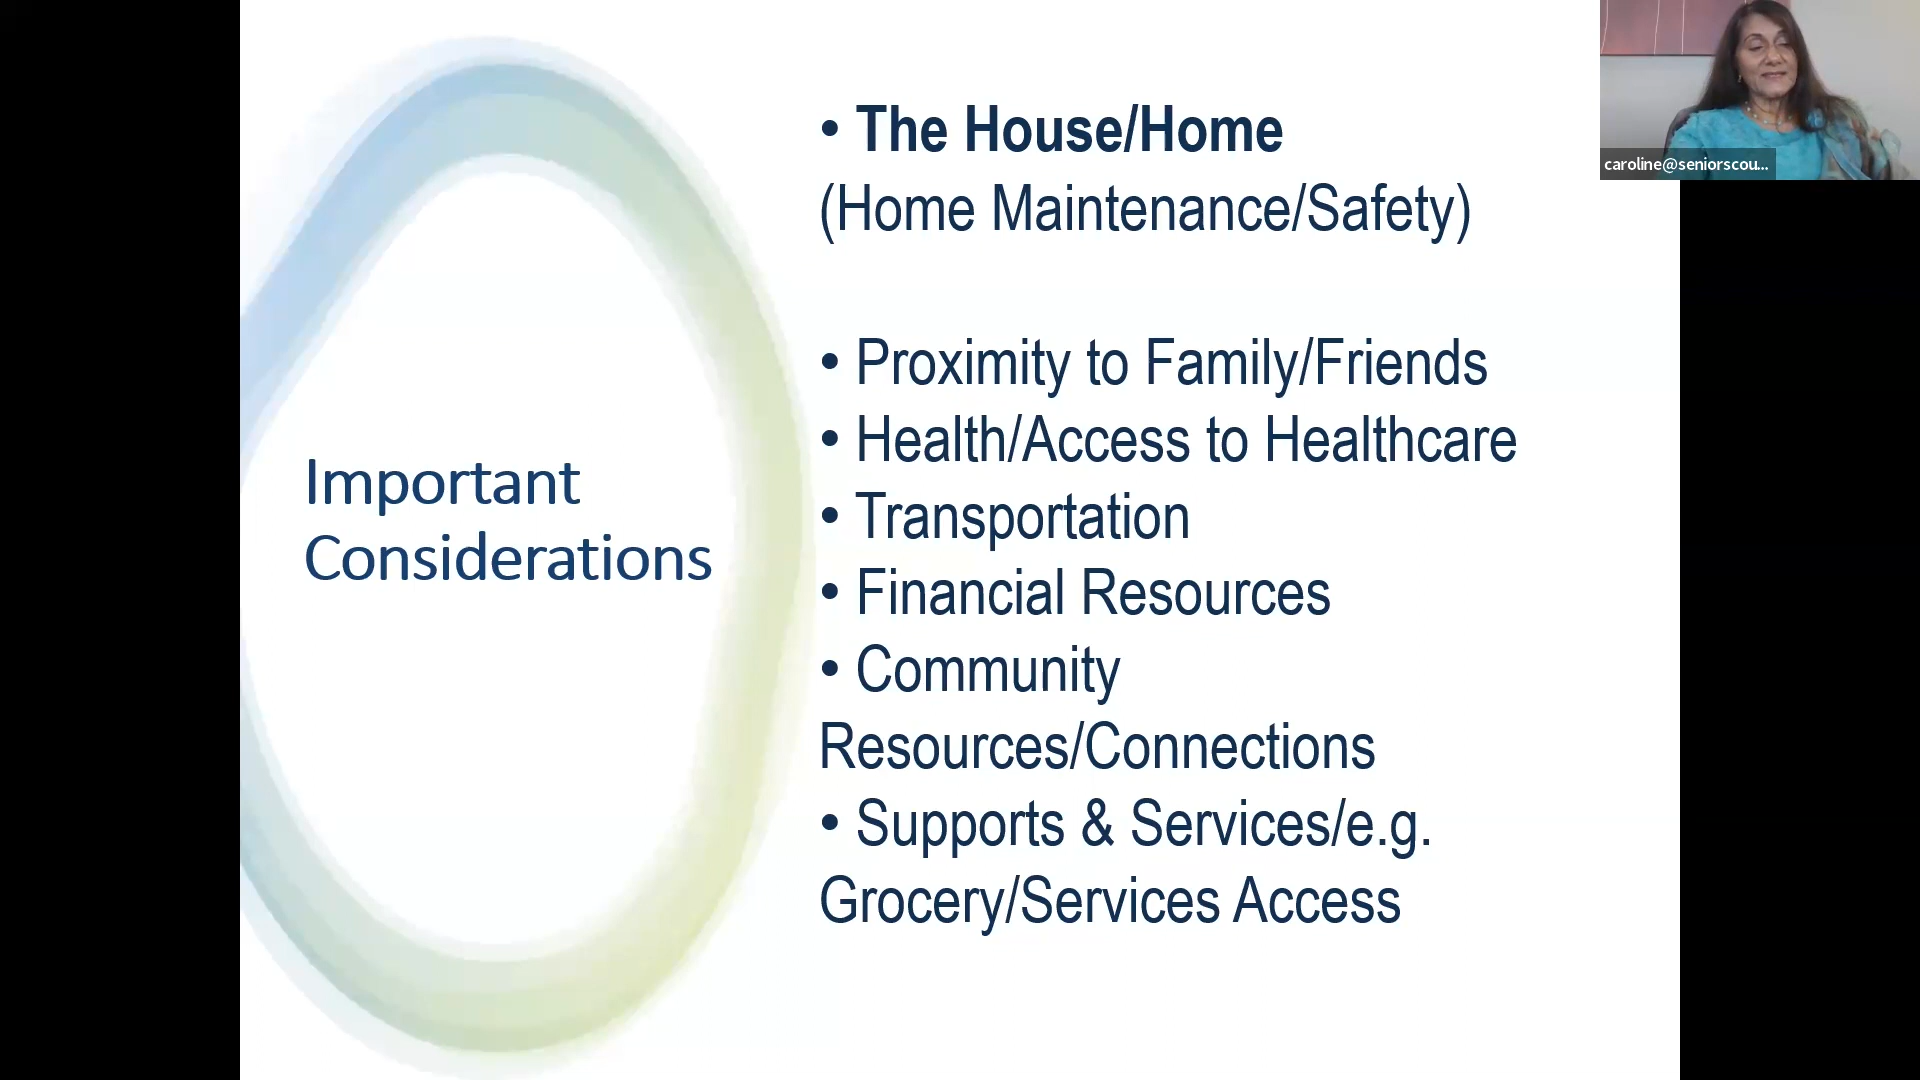 Important
Considerations
• The House/Home
(Home Maintenance/Safety)
• Proximity to Family/Friends
• Health/Access to Healthcare
• Transportation
• Financial Resources
• Community
Resources/Connections
• Supports & Services/e.g.
Grocery/Services Access
caroline@seniorscou...